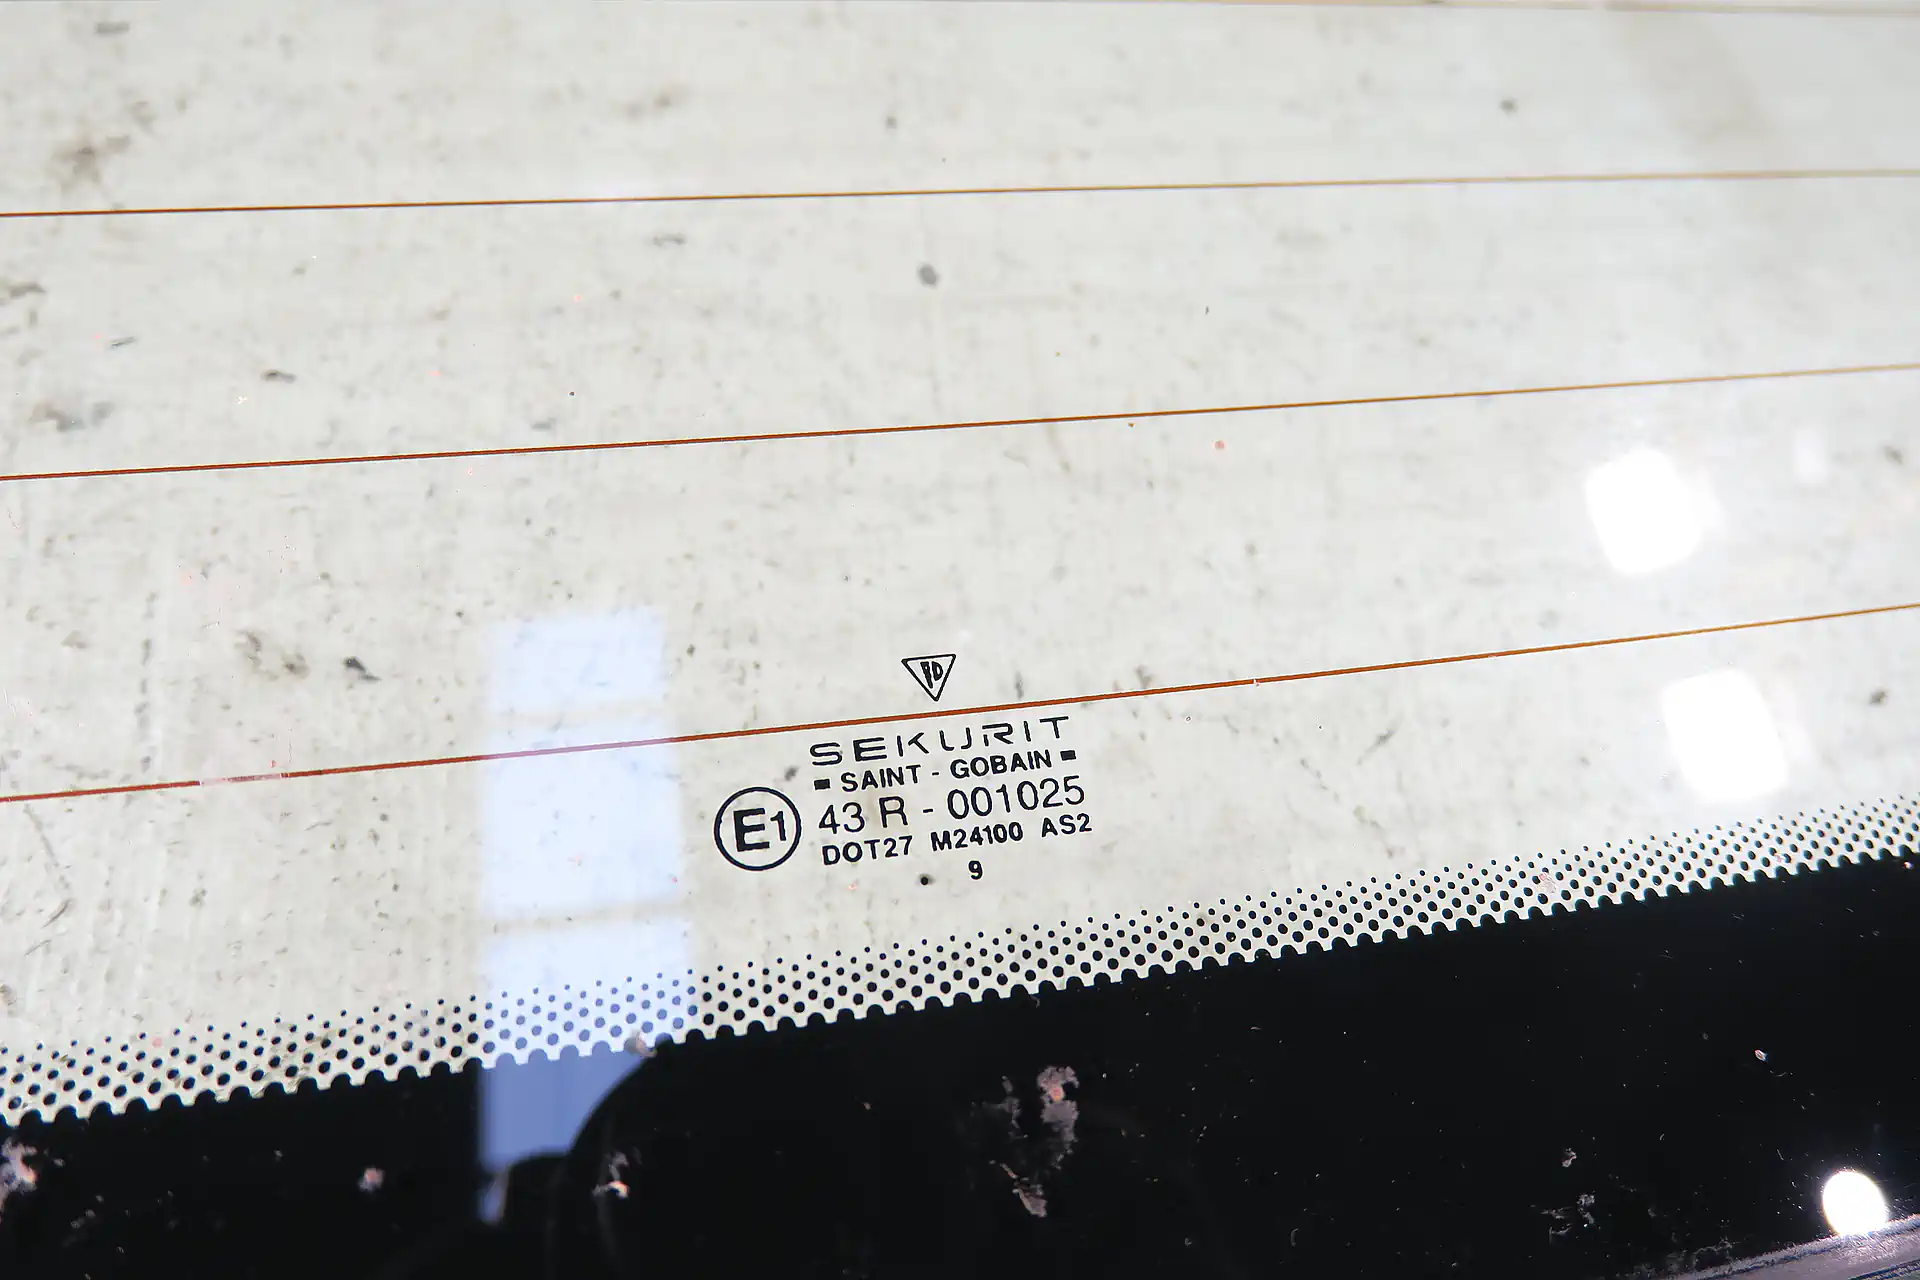 SEKURIT
SAINT - GOBAIN
E1 43 R - 001025
DOT27 M24100 AS2
9